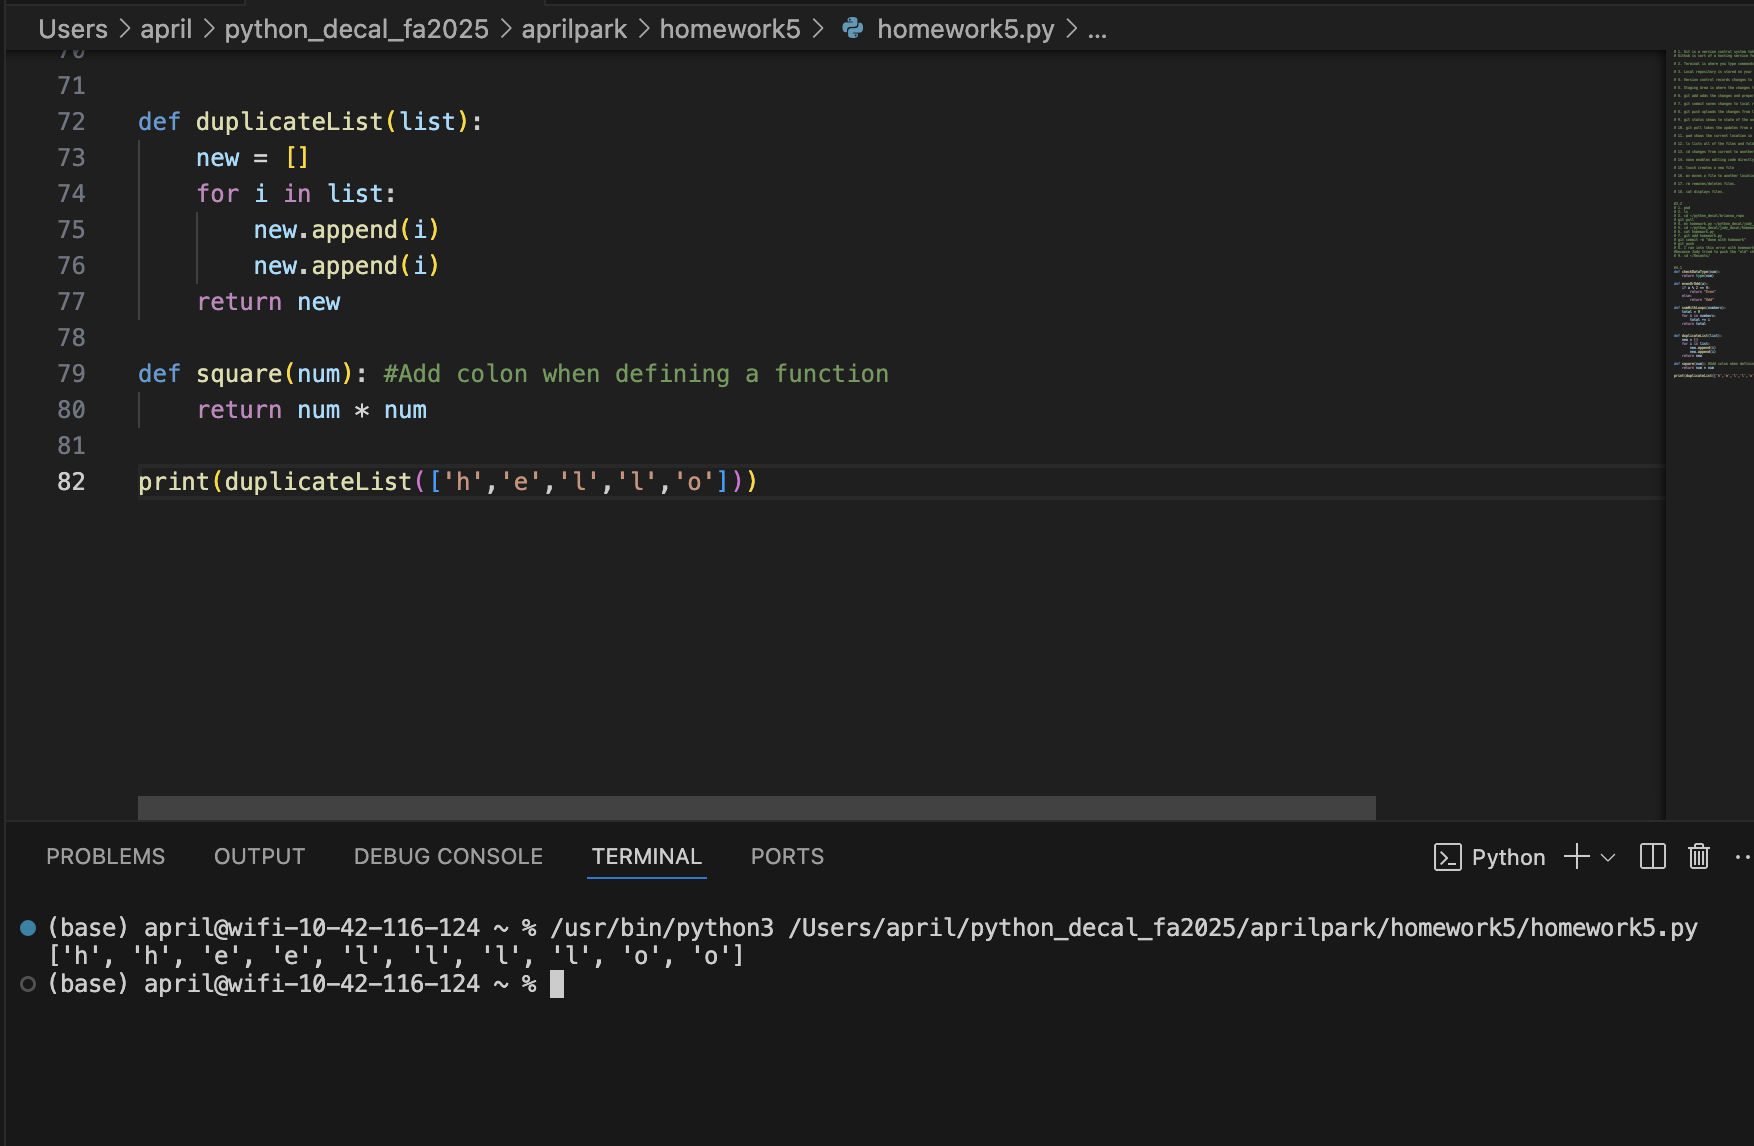 Users > april > python_decal_fa2025 > aprilpark > homework5 > homework5.py > ...
70
71
72 def duplicateList(list):
73 new = []
74 for i in list:
75 new.append(i)
76 new.append(i)
77 return new
78
79 def square(num): #Add colon when defining a function
80 return num * num
81
82 print(duplicateList(['h','e','l','l','o']))
PROBLEMS OUTPUT DEBUG CONSOLE TERMINAL PORTS Python
(base) april@wifi-10-42-116-124 ~ % /usr/bin/python3 /Users/april/python_decal_fa2025/aprilpark/homework5/homework5.py
['h', 'h', 'e', 'e', 'l', 'l', 'l', 'l', 'o', 'o']
(base) april@wifi-10-42-116-124 ~ %